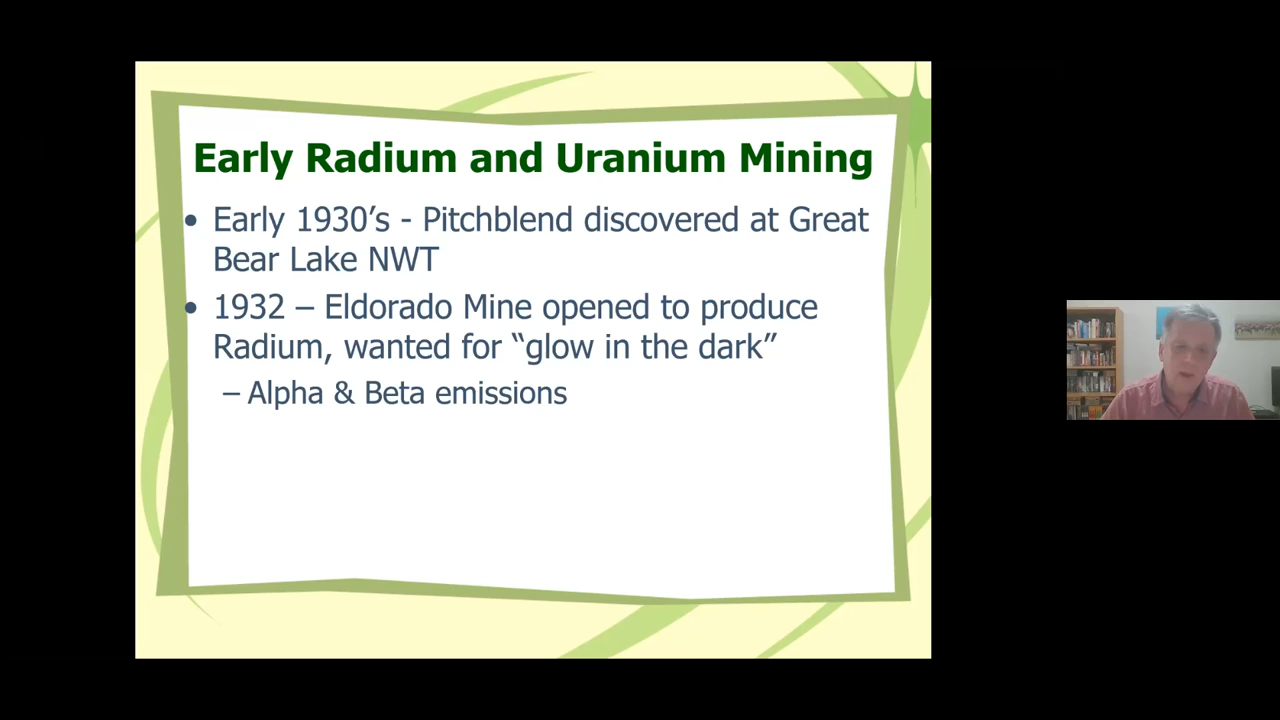 Early Radium and Uranium Mining
• Early 1930’s - Pitchblend discovered at Great
Bear Lake NWT
• 1932 – Eldorado Mine opened to produce
Radium, wanted for “glow in the dark”
– Alpha & Beta emissions